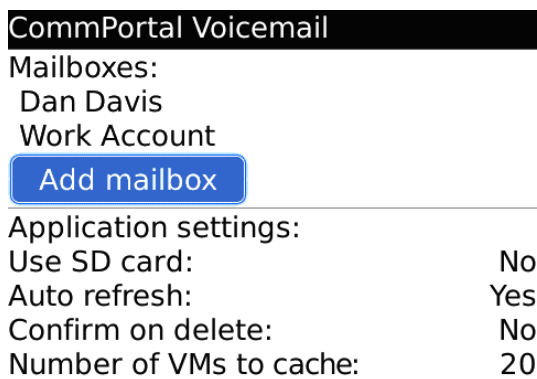 CommPortal Voicemail
Mailboxes:
Dan Davis
Work Account
Add mailbox
Application settings:
Use SD card: No
Auto refresh: Yes
Confirm on delete: No
Number of VMs to cache: 20